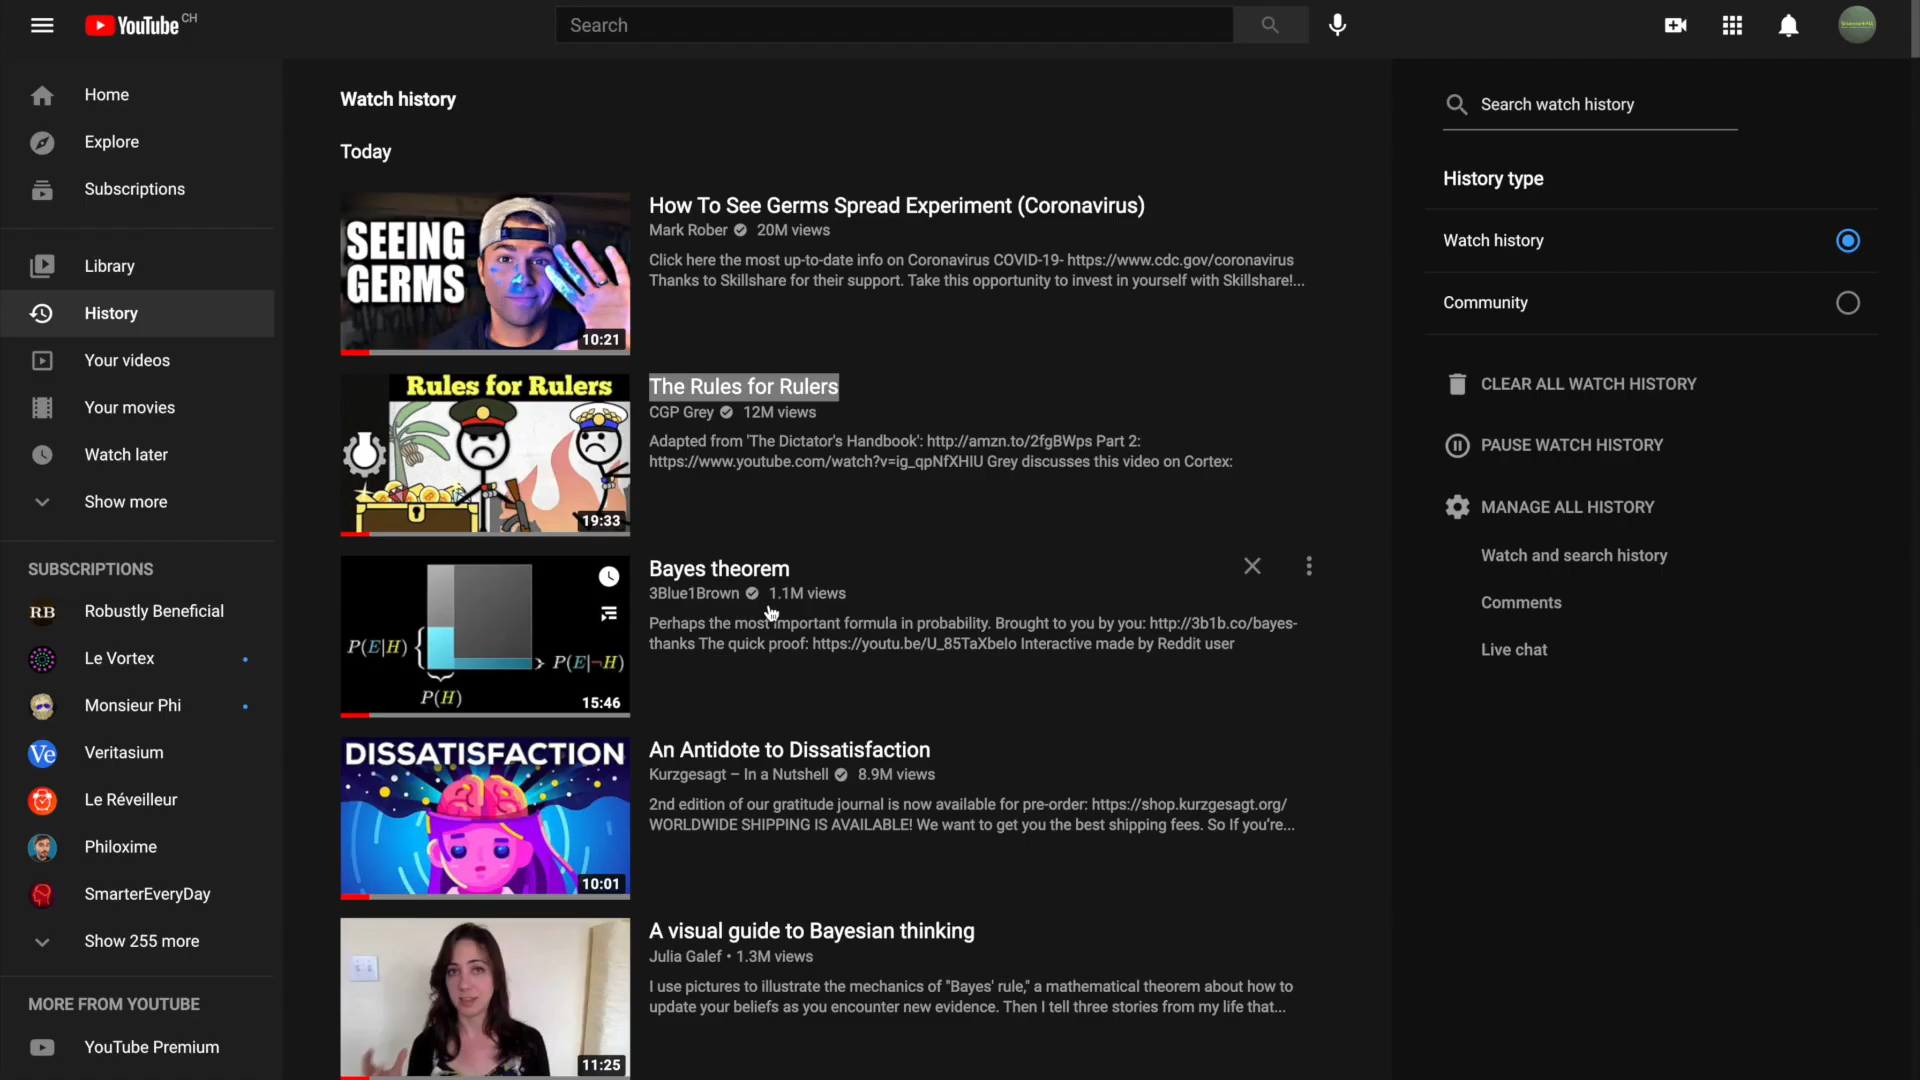 YouTube CH
Search
Home
Explore
Subscriptions
Library
History
Your videos
Your movies
Watch later
Show more
SUBSCRIPTIONS
RB Robustly Beneficial
Le Vortex
Monsieur Phi
Ve Veritasium
Le Réveilleur
Philoxime
SmarterEveryDay
Show 255 more
MORE FROM YOUTUBE
YouTube Premium
Watch history
Today
SEEING
GERMS
10:21
How To See Germs Spread Experiment (Coronavirus)
Mark Rober 20M views
Click here the most up-to-date info on Coronavirus COVID-19- https://www.cdc.gov/coronavirus
Thanks to Skillshare for their support. Take this opportunity to invest in yourself with Skillshare!...
Rules for Rulers
19:33
The Rules for Rulers
CGP Grey 12M views
Adapted from 'The Dictator's Handbook': http://amzn.to/2fgBWps Part 2:
https://www.youtube.com/watch?v=ig_qpNfXHIU Grey discusses this video on Cortex:
P(E|H) { } P(E|¬H)
P(H)
15:46
Bayes theorem
3Blue1Brown 1.1M views
Perhaps the most important formula in probability. Brought to you by you: http://3b1b.co/bayes-
thanks The quick proof: https://youtu.be/U_85TaXbeIo Interactive made by Reddit user
DISSATISFACTION
10:01
An Antidote to Dissatisfaction
Kurzgesagt – In a Nutshell 8.9M views
2nd edition of our gratitude journal is now available for pre-order: https://shop.kurzgesagt.org/
WORLDWIDE SHIPPING IS AVAILABLE! We want to get you the best shipping fees. So If you're...
11:25
A visual guide to Bayesian thinking
Julia Galef • 1.3M views
I use pictures to illustrate the mechanics of "Bayes' rule," a mathematical theorem about how to
update your beliefs as you encounter new evidence. Then I tell three stories from my life that...
Search watch history
History type
Watch history
Community
CLEAR ALL WATCH HISTORY
PAUSE WATCH HISTORY
MANAGE ALL HISTORY
Watch and search history
Comments
Live chat